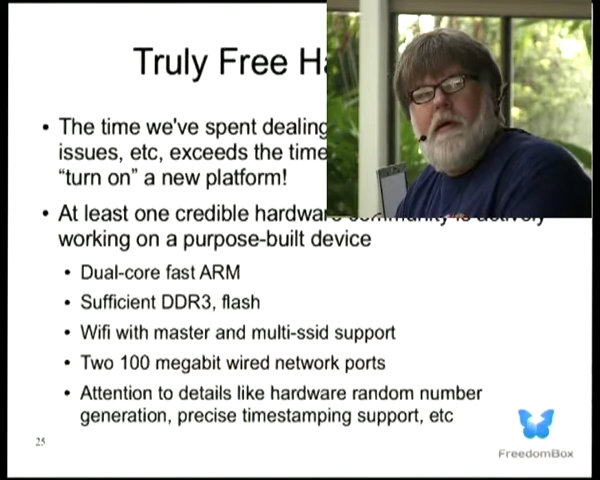 Truly Free
• The time we've spent dealing
issues, etc, exceeds the time
“turn on” a new platform!
• At least one credible hardware
working on a purpose-built device
• Dual-core fast ARM
• Sufficient DDR3, flash
• Wifi with master and multi-ssid support
• Two 100 megabit wired network ports
• Attention to details like hardware random number
generation, precise timestamping support, etc
25
FreedomBox